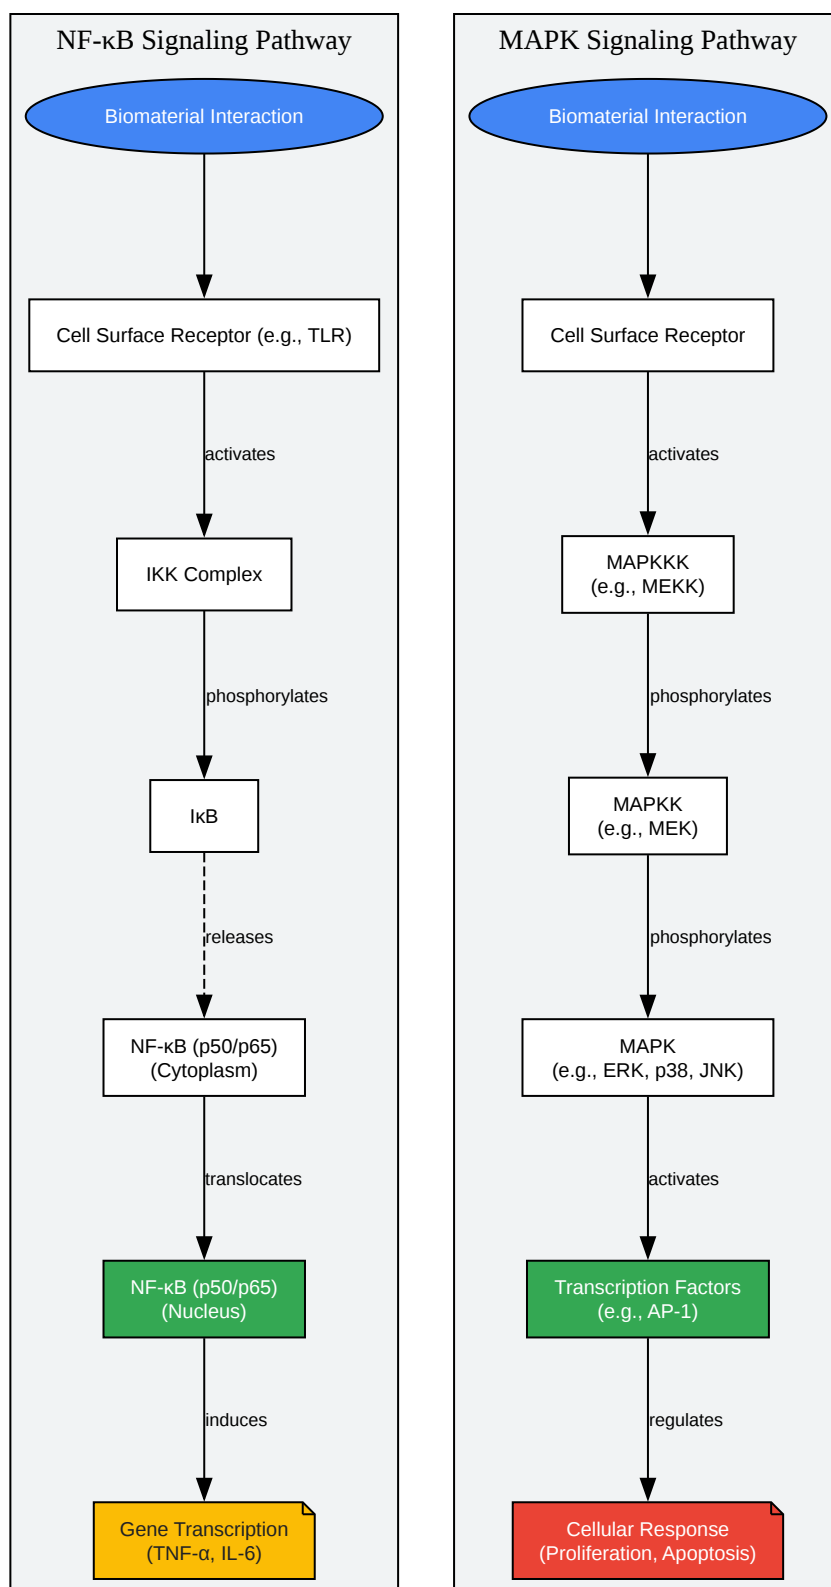 NF-κB Signaling Pathway
Biomaterial Interaction
Cell Surface Receptor (e.g., TLR)
activates
IKK Complex
phosphorylates
IκB
releases
NF-κB (p50/p65)
(Cytoplasm)
translocates
NF-κB (p50/p65)
(Nucleus)
induces
Gene Transcription
(TNF-α, IL-6)
MAPK Signaling Pathway
Biomaterial Interaction
Cell Surface Receptor
activates
MAPKKK
(e.g., MEKK)
phosphorylates
MAPKK
(e.g., MEK)
phosphorylates
MAPK
(e.g., ERK, p38, JNK)
activates
Transcription Factors
(e.g., AP-1)
regulates
Cellular Response
(Proliferation, Apoptosis)